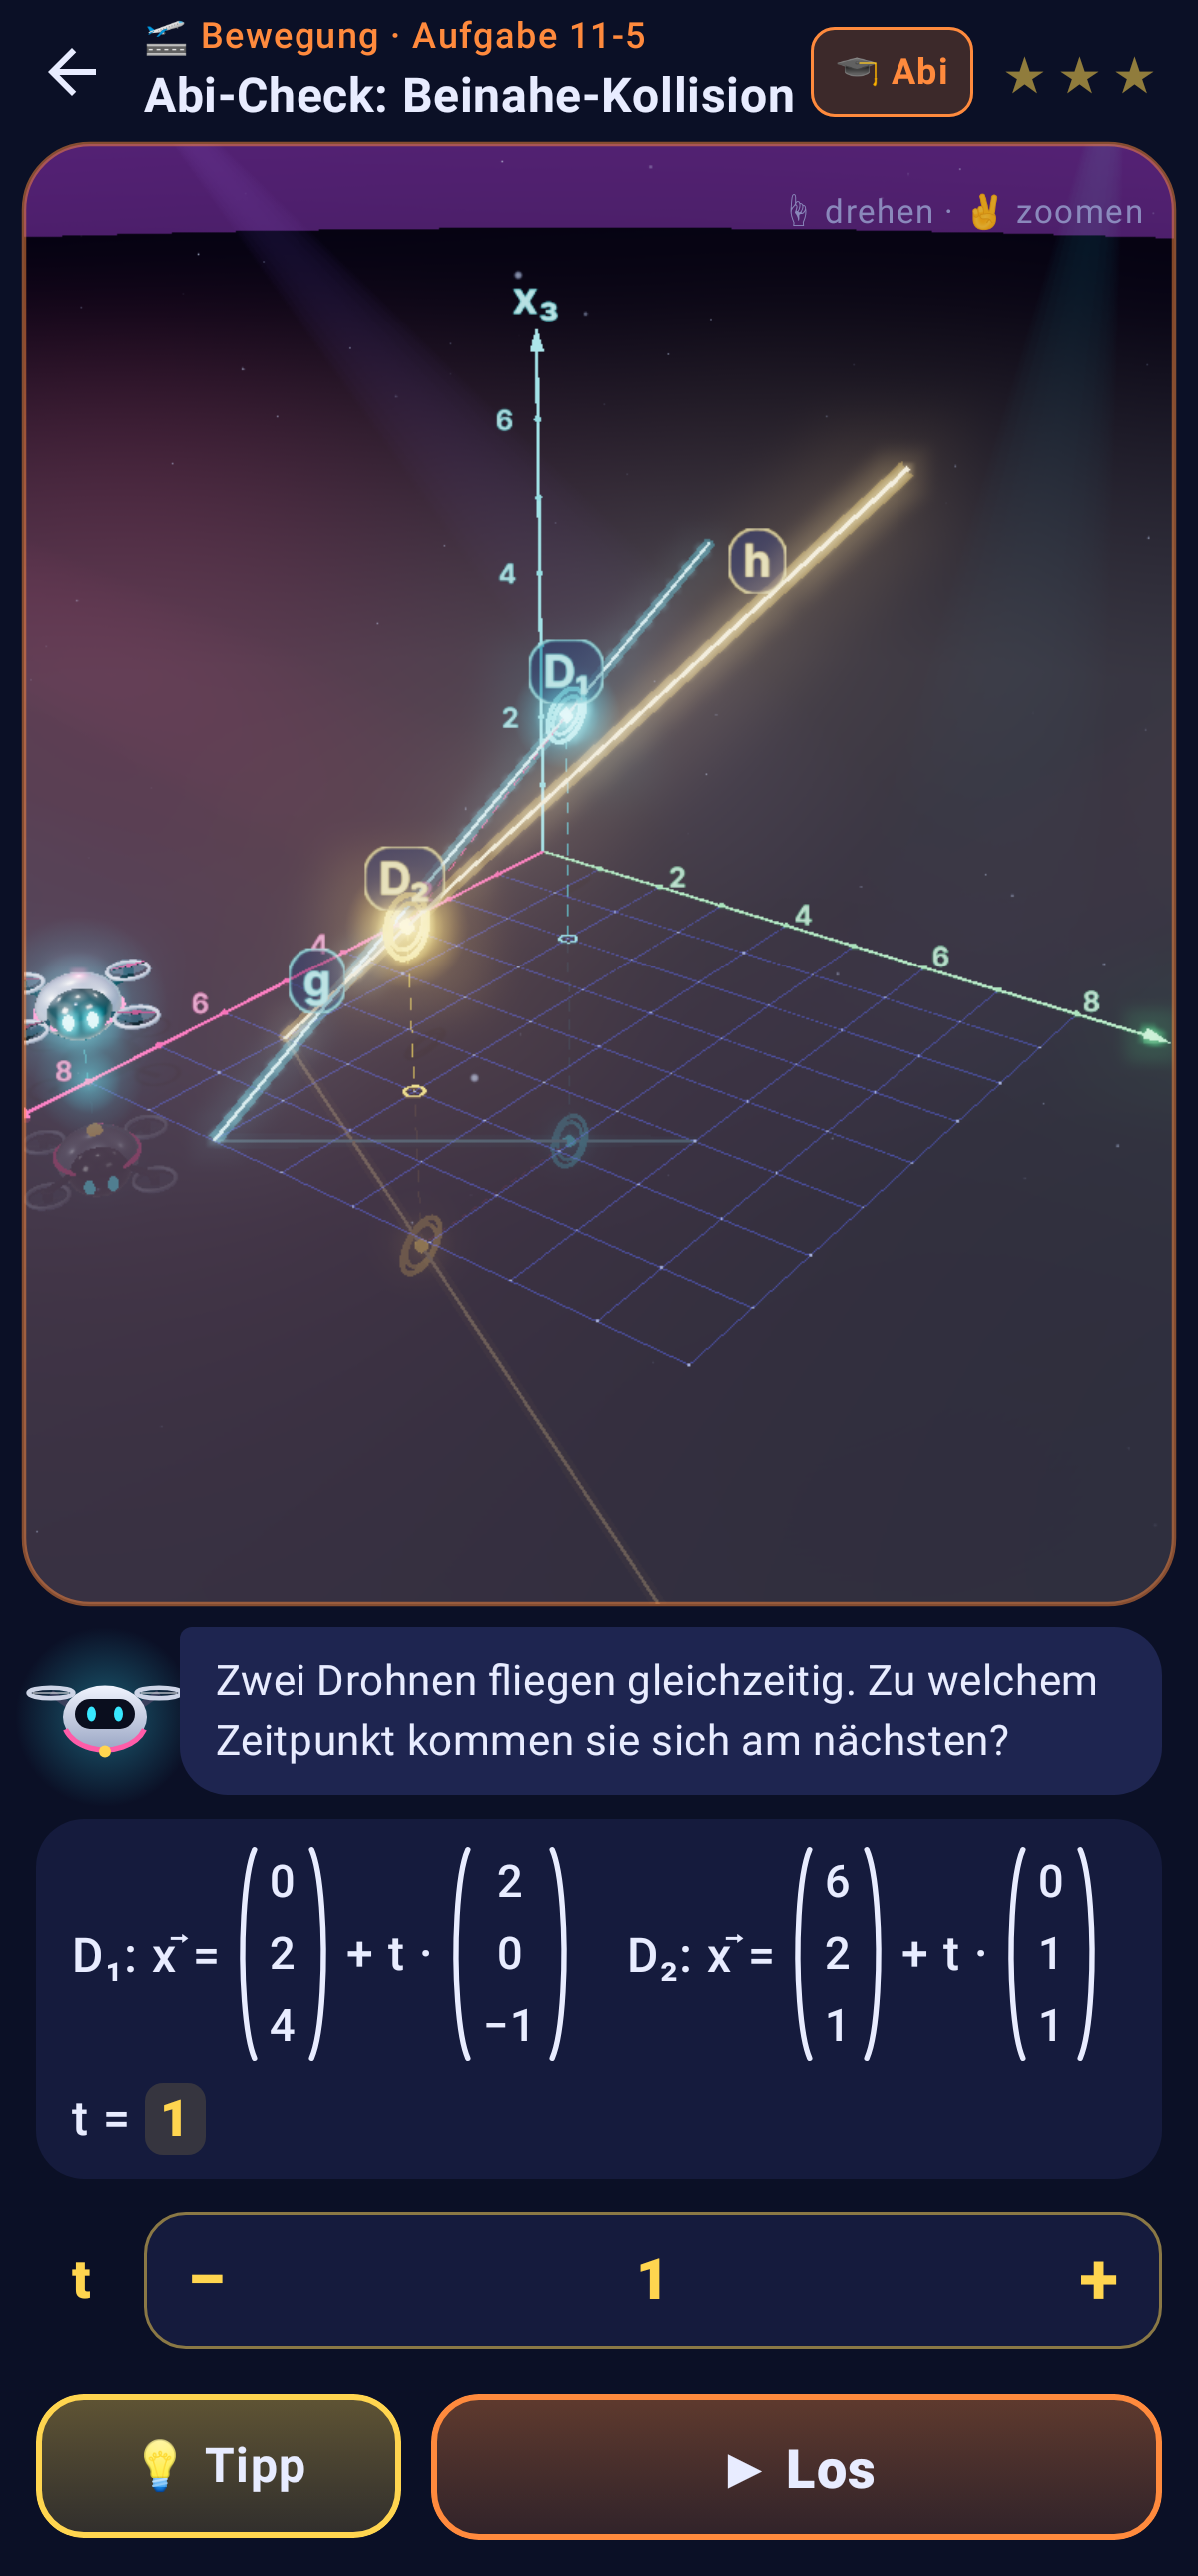 🛫 Bewegung · Aufgabe 11-5
Abi-Check: Beinahe-Kollision
🎓 Abi
★ ★ ★
☝ drehen · ✌ zoomen
x₃
6
4
2
h
D₁
D₂
g
4
6
8
2
4
6
8
Zwei Drohnen fliegen gleichzeitig. Zu welchem
Zeitpunkt kommen sie sich am nächsten?
D₁: x⃗ = (0 2 4) + t · (2 0 −1) D₂: x⃗ = (6 2 1) + t · (0 1 1)
t = 1
t − 1 +
💡 Tipp
▶ Los